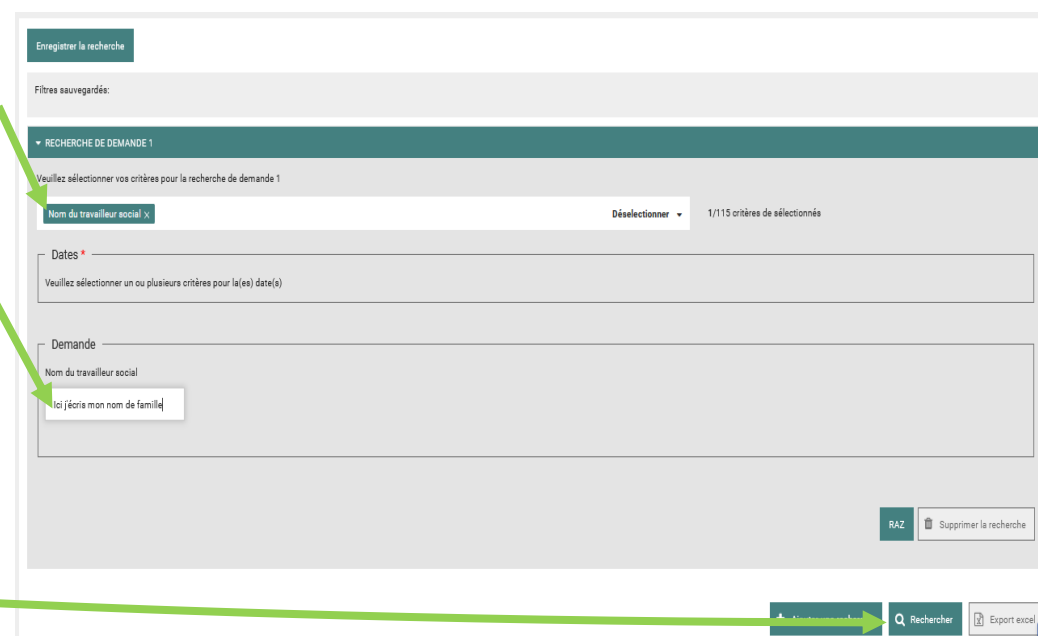 Enregistrer la recherche
Filtres sauvegardés:
RECHERCHE DE DEMANDE 1
Veuillez sélectionner vos critères pour la recherche de demande 1
Nom du travailleur social x
Déselectionner
1/115 critères de sélectionnés
Dates *
Veuillez sélectionner un ou plusieurs critères pour la(es) date(s)
Demande
Nom du travailleur social
Ici j'écris mon nom de famille
RAZ
Supprimer la recherche
Rechercher
Export excel